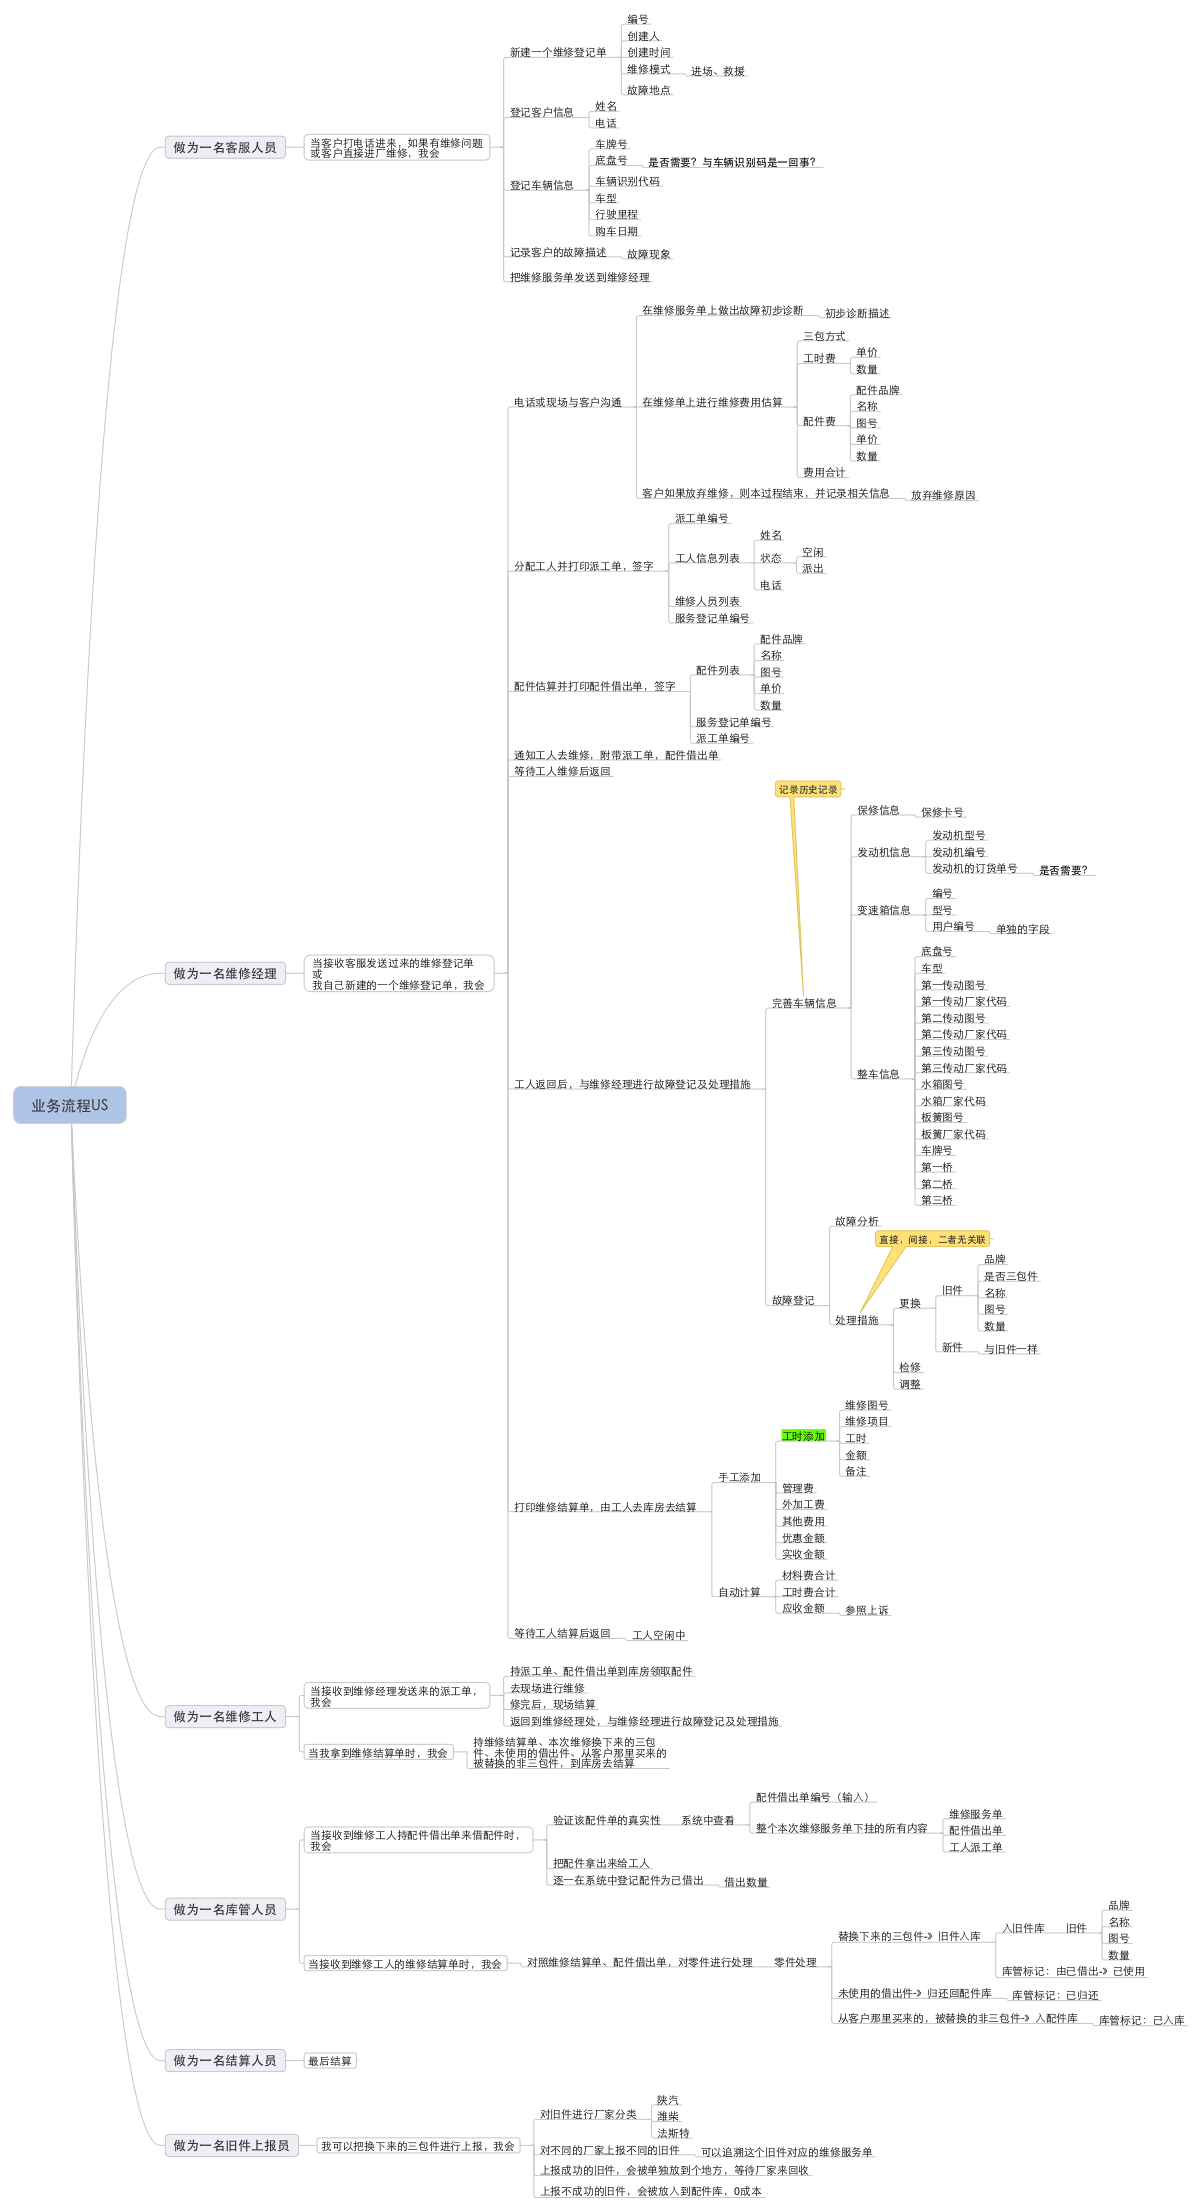 业务流程US
做为一名客服人员
当客户打电话进来，如果有维修问题
或客户直接进厂维修，我会
新建一个维修登记单
编号
创建人
创建时间
维修模式
进场、救援
故障地点
登记客户信息
姓名
电话
登记车辆信息
车牌号
底盘号
是否需要？与车辆识别码是一回事？
车辆识别代码
车型
行驶里程
购车日期
记录客户的故障描述
故障现象
把维修服务单发送到维修经理
做为一名维修经理
当接收客服发送过来的维修登记单
或
我自己新建的一个维修登记单，我会
电话或现场与客户沟通
在维修服务单上做出故障初步诊断
初步诊断描述
在维修单上进行维修费用估算
三包方式
工时费
单价
数量
配件费
配件品牌
名称
图号
单价
数量
费用合计
客户如果放弃维修，则本过程结束，并记录相关信息
放弃维修原因
分配工人并打印派工单，签字
派工单编号
工人信息列表
姓名
状态
空闲
派出
电话
维修人员列表
服务登记单编号
配件估算并打印配件借出单，签字
配件列表
配件品牌
名称
图号
单价
数量
服务登记单编号
派工单编号
通知工人去维修，附带派工单，配件借出单
等待工人维修后返回
工人返回后，与维修经理进行故障登记及处理措施
记录历史记录
完善车辆信息
保修信息
保修卡号
发动机信息
发动机型号
发动机编号
发动机的订货单号
是否需要？
变速箱信息
编号
型号
用户编号
单独的字段
整车信息
底盘号
车型
第一传动图号
第一传动厂家代码
第二传动图号
第二传动厂家代码
第三传动图号
第三传动厂家代码
水箱图号
水箱厂家代码
板簧图号
板簧厂家代码
车牌号
第一桥
第二桥
第三桥
故障登记
故障分析
直接，间接，二者无关联
处理措施
更换
旧件
品牌
是否三包件
名称
图号
数量
新件
与旧件一样
检修
调整
打印维修结算单，由工人去库房去结算
手工添加
工时添加
维修图号
维修项目
工时
金额
备注
管理费
外加工费
其他费用
优惠金额
实收金额
自动计算
材料费合计
工时费合计
应收金额
参照上诉
等待工人结算后返回
工人空闲中
做为一名维修工人
当接收到维修经理发送来的派工单，
我会
持派工单、配件借出单到库房领取配件
去现场进行维修
修完后，现场结算
返回到维修经理处，与维修经理进行故障登记及处理措施
当我拿到维修结算单时，我会
持维修结算单、本次维修换下来的三包
件、未使用的借出件、从客户那里买来的
被替换的非三包件，到库房去结算
做为一名库管人员
当接收到维修工人持配件借出单来借配件时，
我会
验证该配件单的真实性
系统中查看
配件借出单编号（输入）
整个本次维修服务单下挂的所有内容
维修服务单
配件借出单
工人派工单
把配件拿出来给工人
逐一在系统中登记配件为已借出
借出数量
当接收到维修工人的维修结算单时，我会
对照维修结算单、配件借出单，对零件进行处理
零件处理
替换下来的三包件-》旧件入库
入旧件库
旧件
品牌
名称
图号
数量
库管标记：由已借出-》已使用
未使用的借出件-》归还回配件库
库管标记：已归还
从客户那里买来的，被替换的非三包件-》入配件库
库管标记：已入库
做为一名结算人员
最后结算
做为一名旧件上报员
我可以把换下来的三包件进行上报，我会
对旧件进行厂家分类
陕汽
潍柴
法斯特
对不同的厂家上报不同的旧件
可以追溯这个旧件对应的维修服务单
上报成功的旧件，会被单独放到个地方，等待厂家来回收
上报不成功的旧件，会被放入到配件库，0成本